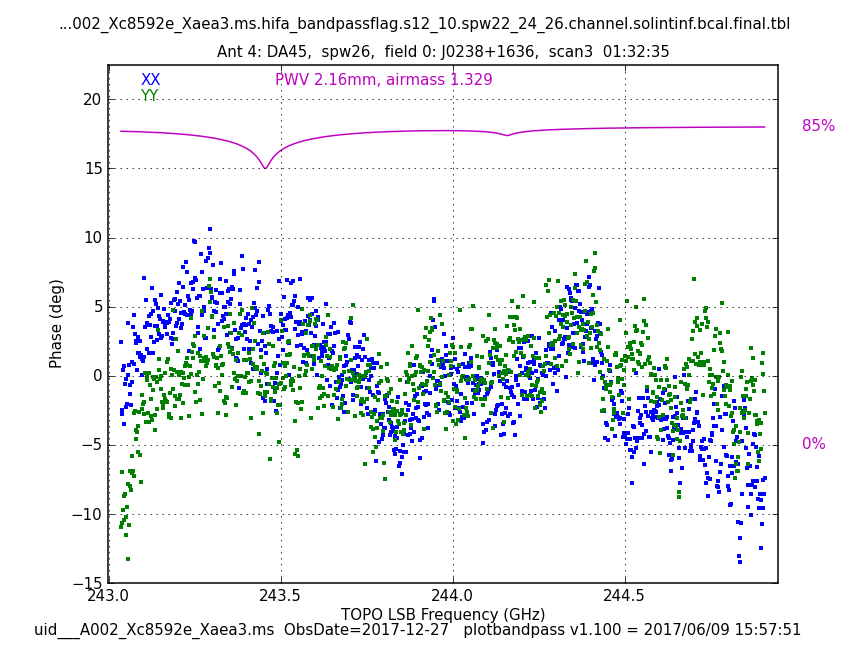 ...002_Xc8592e_Xaea3.ms.hifa_bandpassflag.s12_10.spw22_24_26.channel.solintinf.bcal.final.tbl
Ant 4: DA45,  spw26,  field 0: J0238+1636,  scan3  01:32:35
XX
PWV 2.16mm, airmass 1.329
YY
20
85%
15
10
5
Phase (deg)
0
−5
0%
−10
−15
243.0
243.5
244.0
244.5
TOPO LSB Frequency (GHz)
uid___A002_Xc8592e_Xaea3.ms  ObsDate=2017-12-27   plotbandpass v1.100 = 2017/06/09 15:57:51